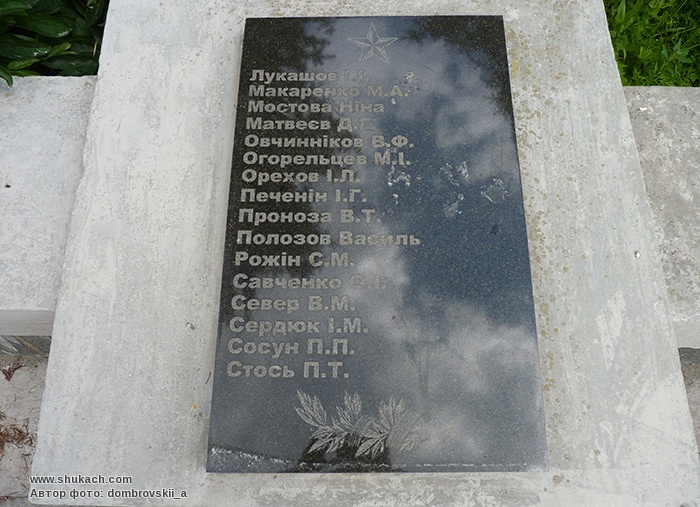 Лукашов
Макаренко М.А.
Мостова Ніна
Матвеєв Д.Г.
Овчинніков В.Ф.
Огорельцев М.І.
Орехов І.Л.
Печенін І.Г.
Проноза В.Т.
Полозов Василь
Рожін С.М.
Савченко
Север В.М.
Сердюк І.М.
Сосун П.П.
Стось П.Т.
www.shukach.com
Автор фото: dombrovskii_a